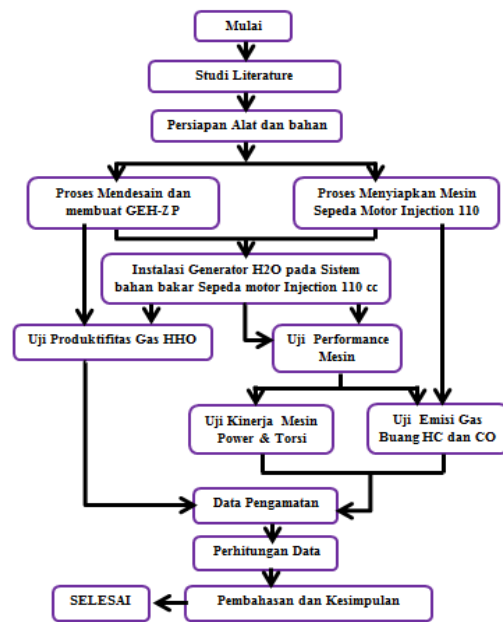 Mulai
Studi Literature
Persiapan Alat dan bahan
Proses Mendesain dan
membuat GEH-Z P
Proses Menyiapkan Mesin
Sepeda Motor Injection 110
Instalasi Generator H2O pada Sistem
bahan bakar Sepeda motor Injection 110 cc
Uji Produktifitas Gas HHO
Uji Performance
Mesin
Uji Kinerja Mesin
Power & Torsi
Uji Emisi Gas
Buang HC dan CO
Data Pengamatan
Perhitungan Data
SELESAI
Pembahasan dan Kesimpulan